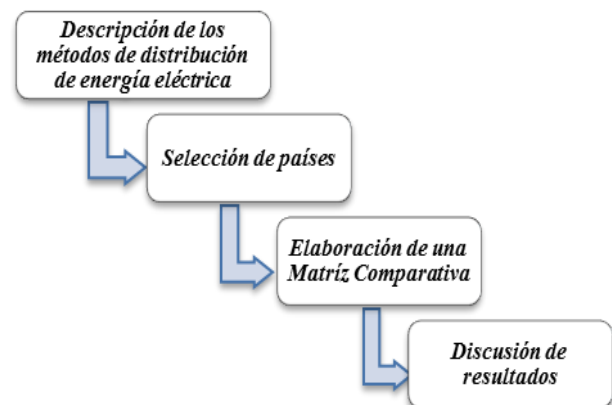 Descripción de los
métodos de distribución
de energía eléctrica
Selección de países
Elaboración de una
Matríz Comparativa
Discusión de
resultados